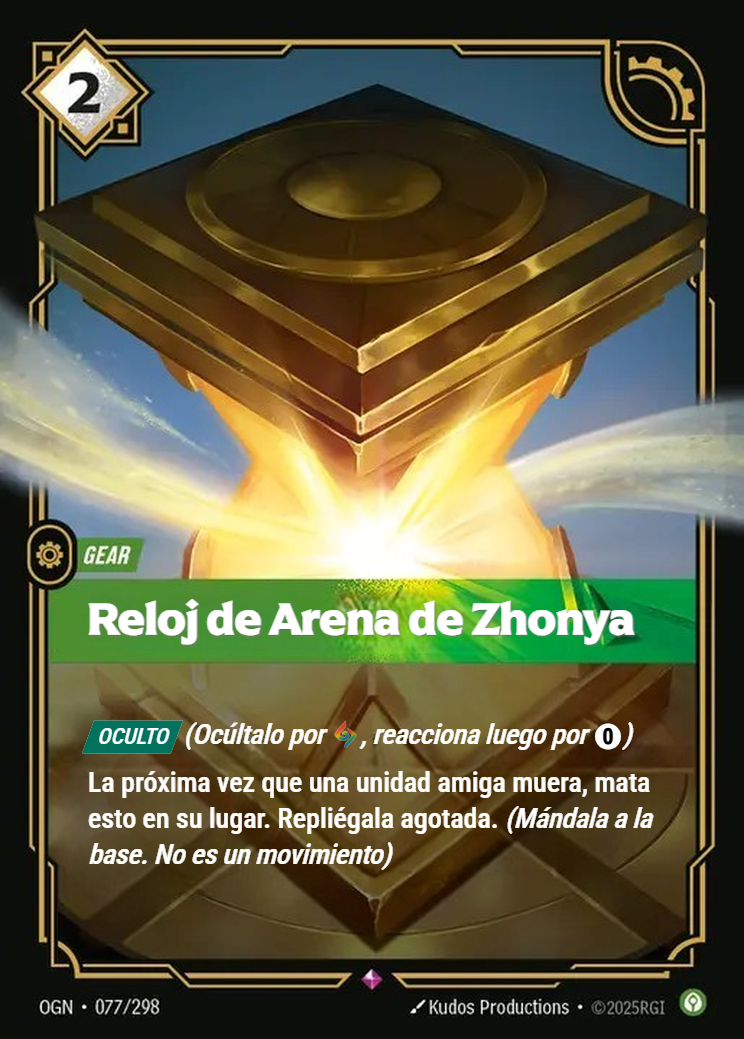 2
GEAR
Reloj de Arena de Zhonya
OCULTO (Ocúltalo por , reacciona luego por 0)
La próxima vez que una unidad amiga muera, mata
esto en su lugar. Repliégala agotada. (Mándala a la
base. No es un movimiento)
OGN • 077/298
Kudos Productions • ©2025RGI